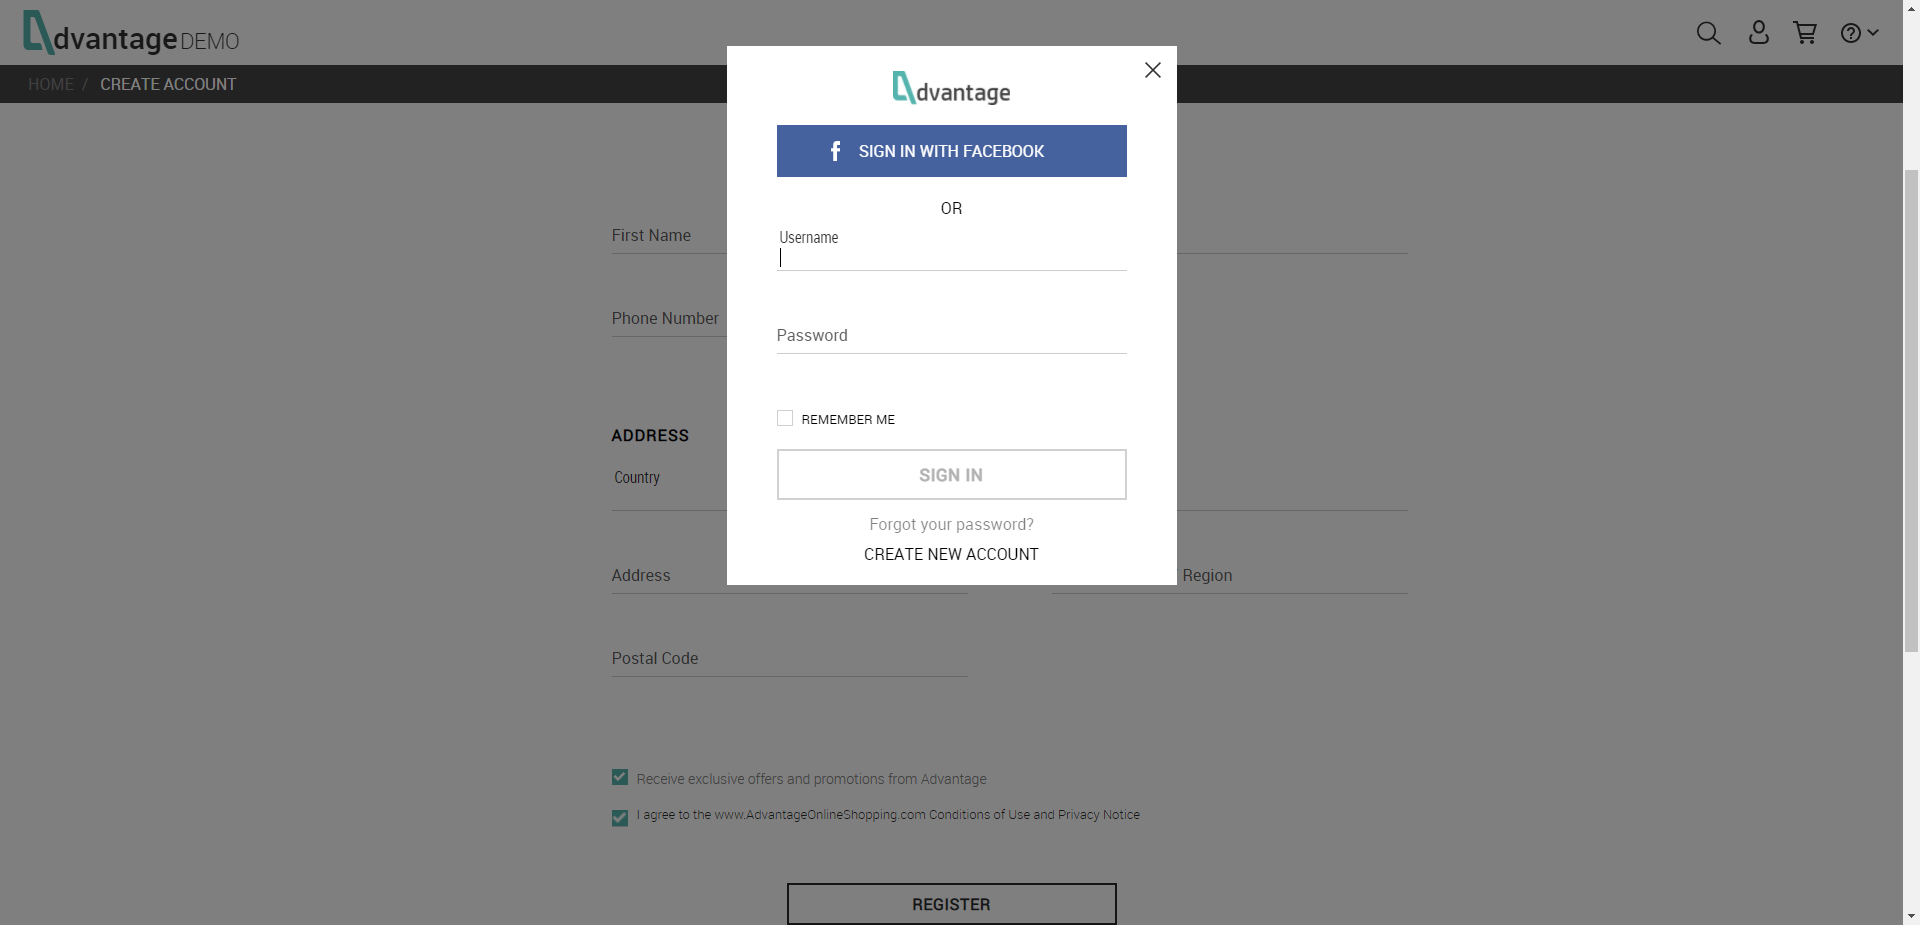 dvantage DEMO
HOME / CREATE ACCOUNT
dvantage
f SIGN IN WITH FACEBOOK
OR
Username
Password
REMEMBER ME
SIGN IN
Forgot your password?
CREATE NEW ACCOUNT
First Name
Phone Number
ADDRESS
Country
Address
Region
Postal Code
Receive exclusive offers and promotions from Advantage
I agree to the www.AdvantageOnlineShopping.com Conditions of Use and Privacy Notice
REGISTER